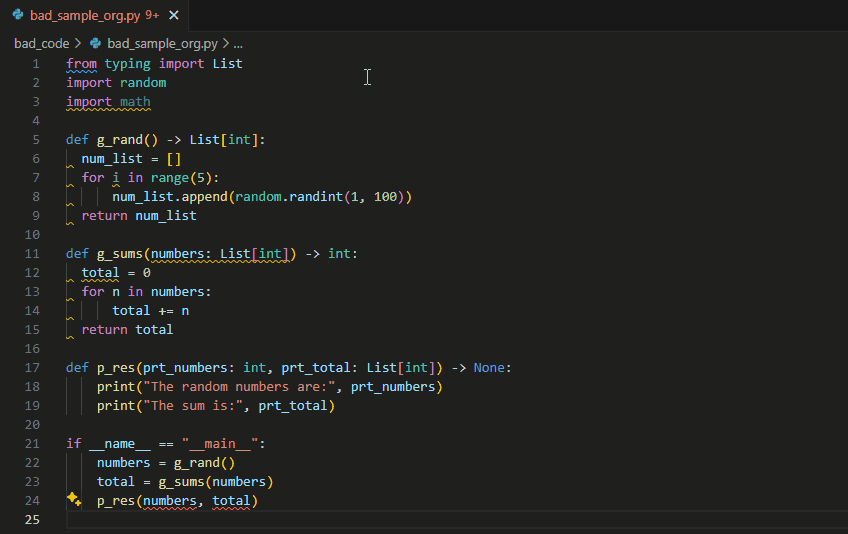 bad_sample_org.py 9+ ×
bad_code > bad_sample_org.py > ...
1 from typing import List
2 import random
3 import math
4
5 def g_rand() -> List[int]:
6   num_list = []
7   for i in range(5):
8       num_list.append(random.randint(1, 100))
9   return num_list
10
11 def g_sums(numbers: List[int]) -> int:
12   total = 0
13   for n in numbers:
14       total += n
15   return total
16
17 def p_res(prt_numbers: int, prt_total: List[int]) -> None:
18     print("The random numbers are:", prt_numbers)
19     print("The sum is:", prt_total)
20
21 if __name__ == "__main__":
22     numbers = g_rand()
23     total = g_sums(numbers)
24     p_res(numbers, total)
25